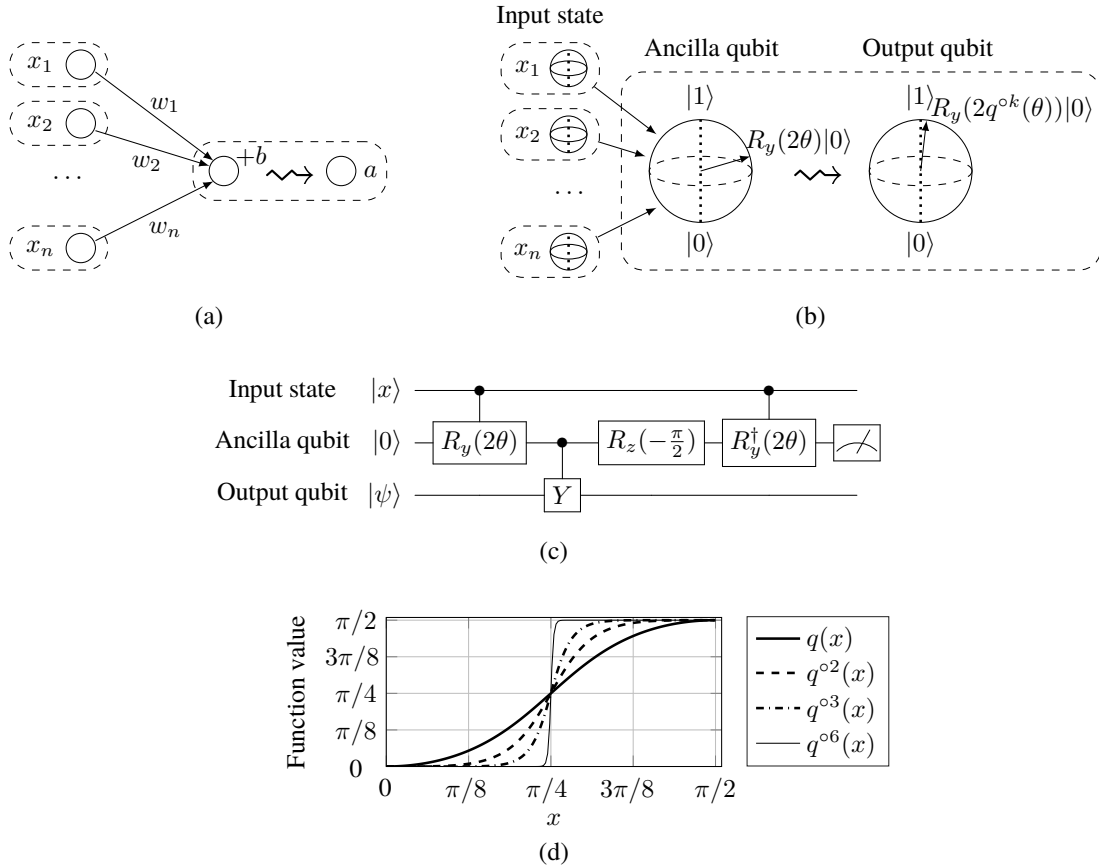 Input state
x₁ w₁ x₂ w₂ +b a … wₙ xₙ
(a)
Ancilla qubit Output qubit
x₁ |1⟩ |1⟩
x₂ R_y(2θ)|0⟩ R_y(2q^{∘k}(θ))|0⟩
…
xₙ |0⟩ |0⟩
(b)
Input state |x⟩
Ancilla qubit |0⟩ R_y(2θ) R_z(−π/2) R_y^†(2θ)
Output qubit |ψ⟩ Y
(c)
Function value
π/2
3π/8
π/4
π/8
0
0 π/8 π/4 3π/8 π/2
x
q(x)
q^{∘2}(x)
q^{∘3}(x)
q^{∘6}(x)
(d)